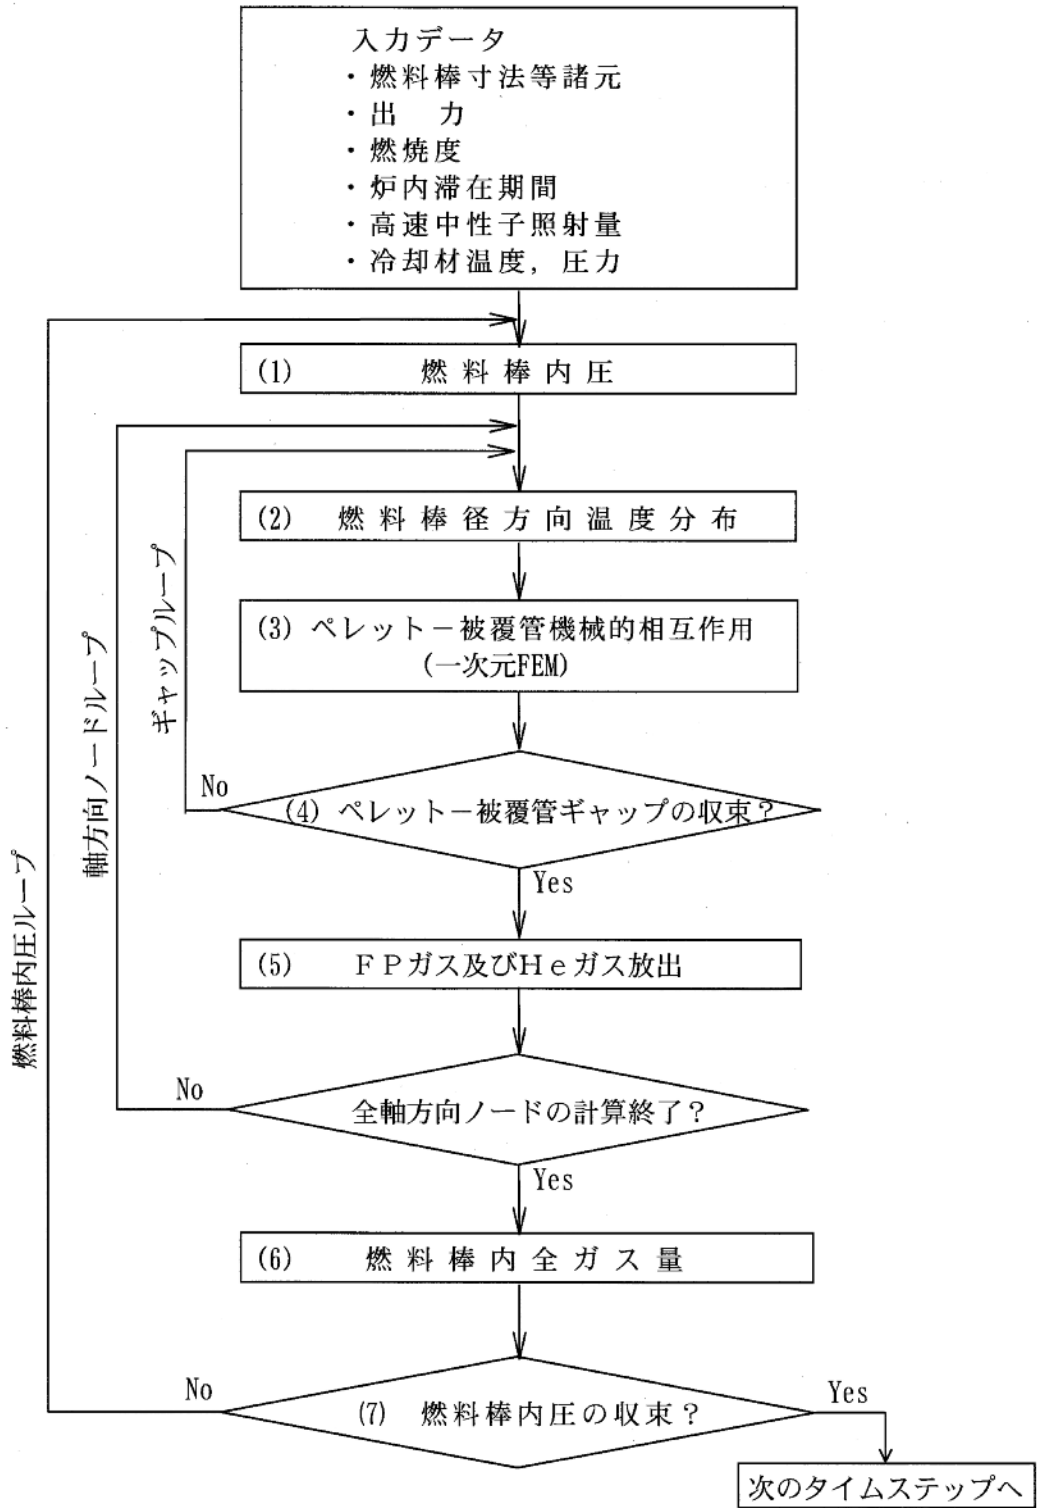 入力データ
・燃料棒寸法等諸元
・出 力
・燃焼度
・炉内滞在期間
・高速中性子照射量
・冷却材温度, 圧力
(1) 燃料棒内圧
(2) 燃料棒径方向温度分布
(3) ペレット－被覆管機械的相互作用
(一次元FEM)
ギャップループ
軸方向ノードループ
燃料棒内圧ループ
No
(4) ペレット－被覆管ギャップの収束？
Yes
(5) ＦＰガス及びＨｅガス放出
No
全軸方向ノードの計算終了？
Yes
(6) 燃料棒内全ガス量
No
(7) 燃料棒内圧の収束？
Yes
次のタイムステップへ